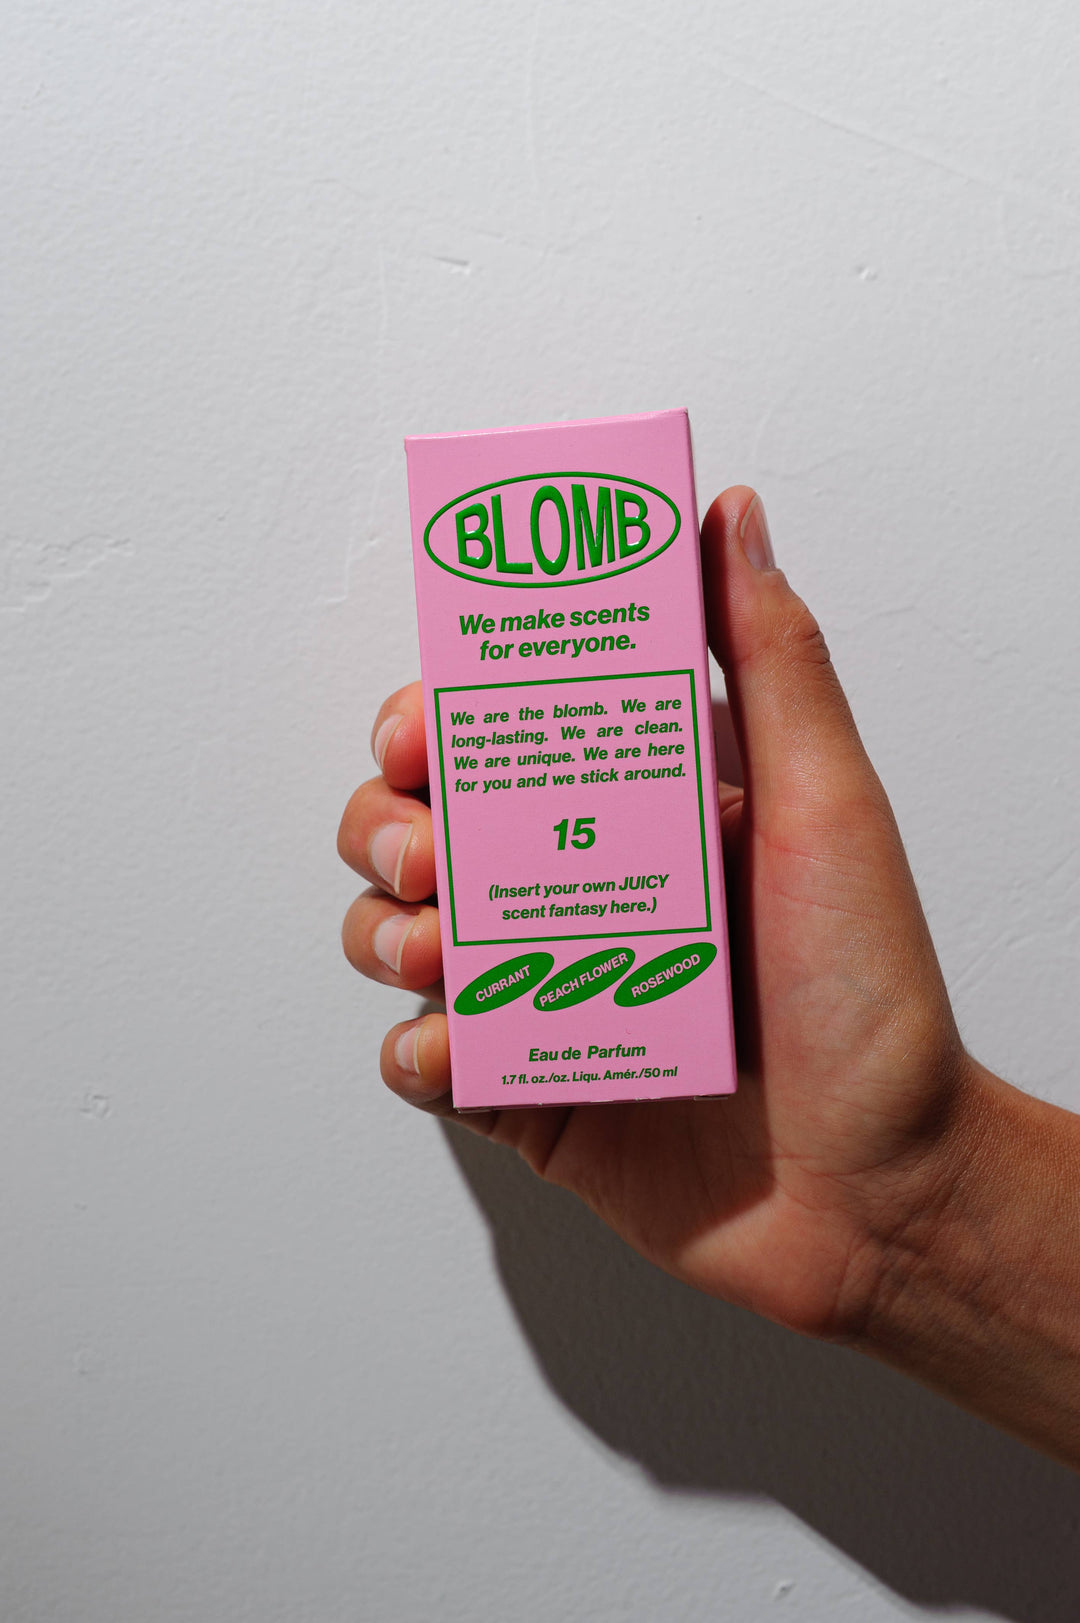 BLOMB
We make scents
for everyone.
We are the blomb. We are
long-lasting. We are clean.
We are unique. We are here
for you and we stick around.
15
(Insert your own JUICY
scent fantasy here.)
CURRANT
PEACH FLOWER
ROSEWOOD
Eau de Parfum
1.7 fl. oz./oz. Liqu. Amér./50 ml